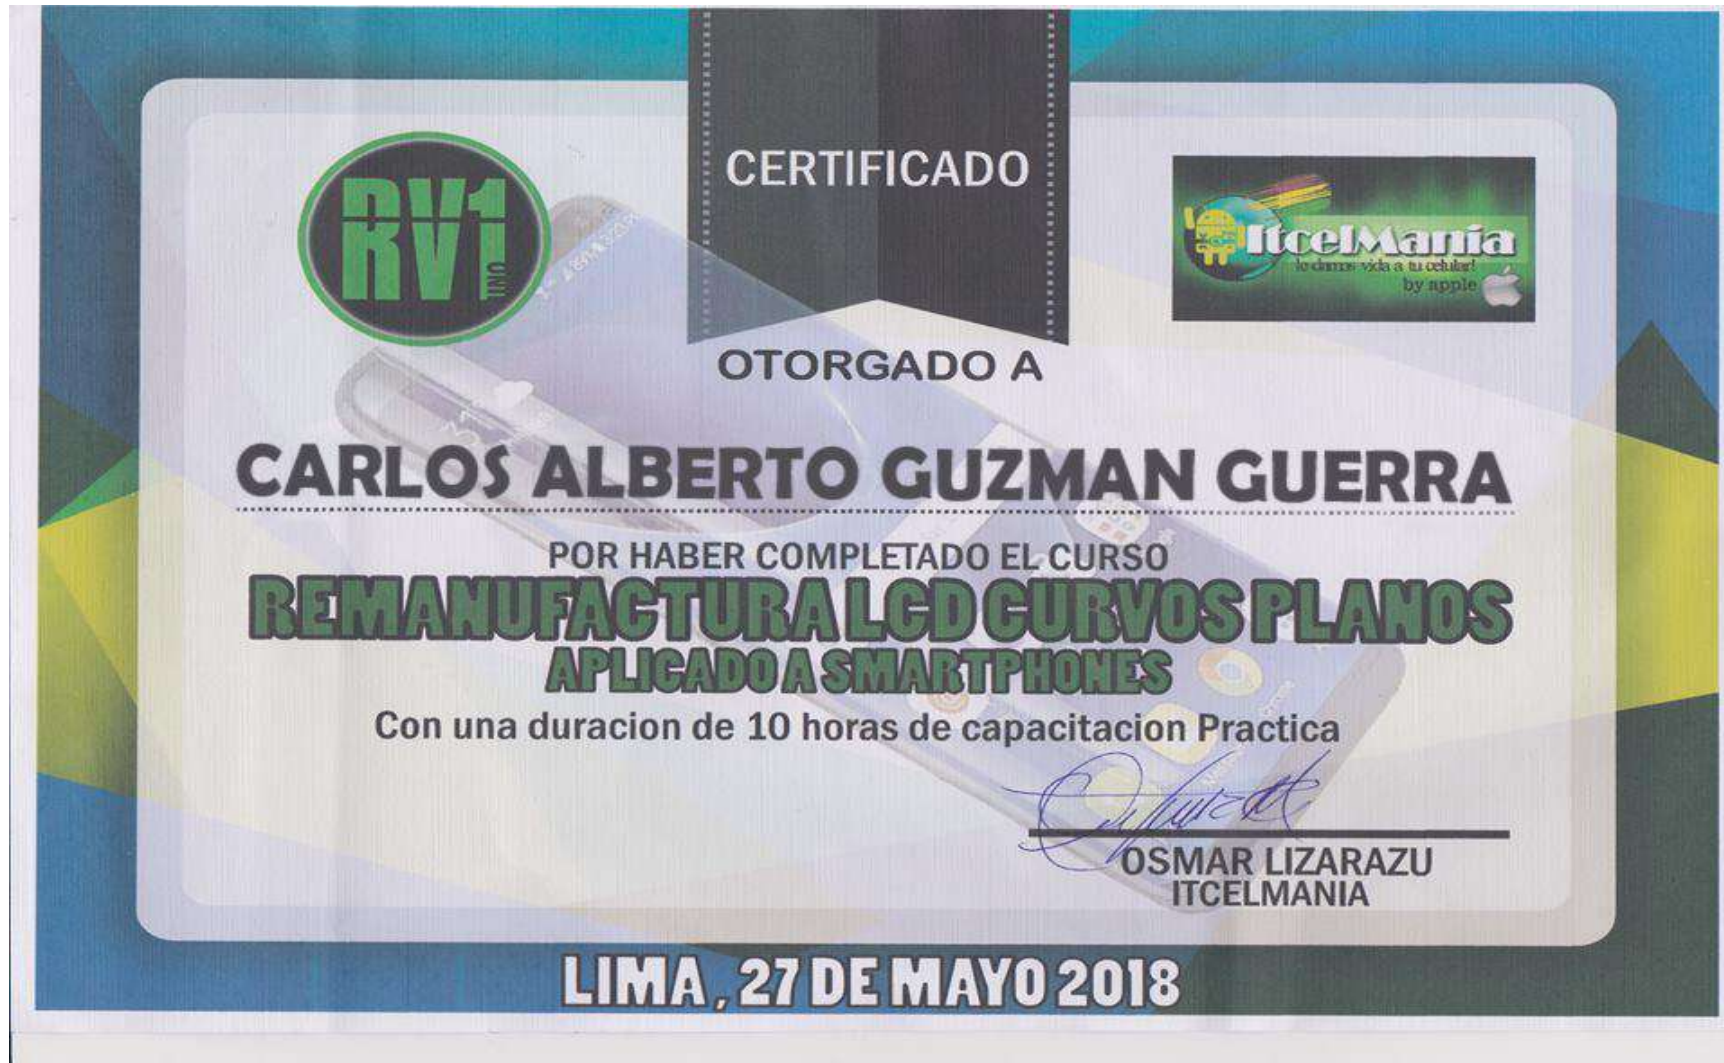 CERTIFICADO
RV1
UNO
ItcelMania
le damos vida a tu celular!
by apple
OTORGADO A
CARLOS ALBERTO GUZMAN GUERRA
POR HABER COMPLETADO EL CURSO
REMANUFACTURA LCD CURVOS PLANOS
APLICADO A SMARTPHONES
Con una duracion de 10 horas de capacitacion Practica
OSMAR LIZARAZU
ITCELMANIA
LIMA , 27 DE MAYO 2018